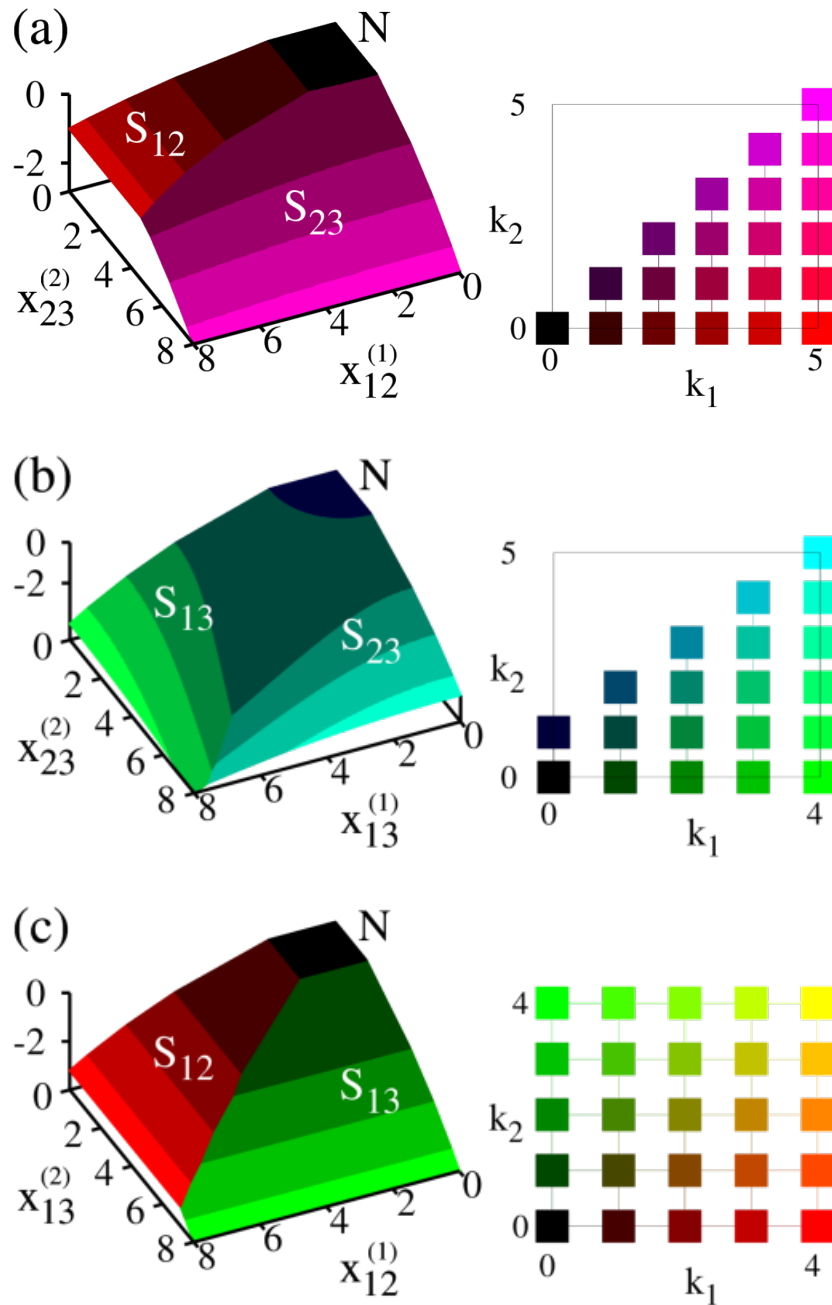 (a)
N
S₁₂
S₂₃
0
-2
0
2
4
6
8
x₂₃⁽²⁾
8
6
4
2
0
x₁₂⁽¹⁾
5
k₂
0
0
5
k₁
(b)
N
S₁₃
S₂₃
0
-2
0
2
4
6
8
x₂₃⁽²⁾
8
6
4
2
0
x₁₃⁽¹⁾
5
k₂
0
0
4
k₁
(c)
N
S₁₂
S₁₃
0
-2
0
2
4
6
8
x₁₃⁽²⁾
8
6
4
2
0
x₁₂⁽¹⁾
4
k₂
0
0
4
k₁